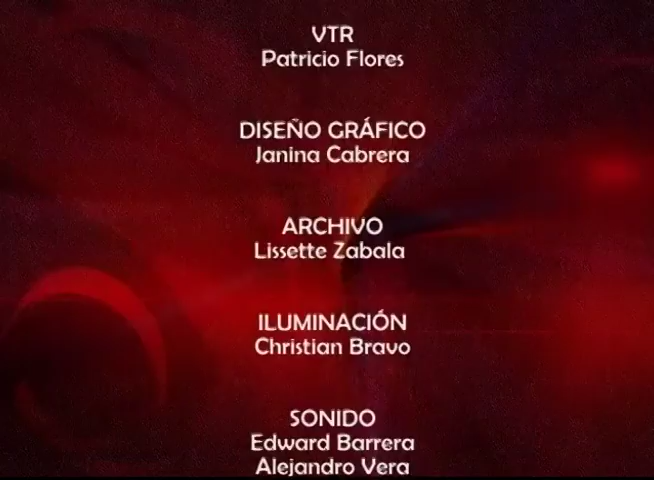 VTR
Patricio Flores
DISEÑO GRÁFICO
Janina Cabrera
ARCHIVO
Lissette Zabala
ILUMINACIÓN
Christian Bravo
SONIDO
Edward Barrera
Alejandro Vera